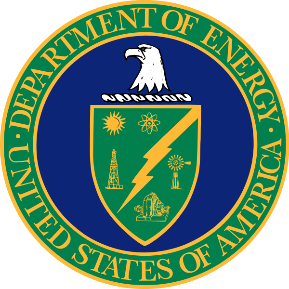 ·DEPARTMENT OF ENERGY·
UNITED STATES OF AMERICA